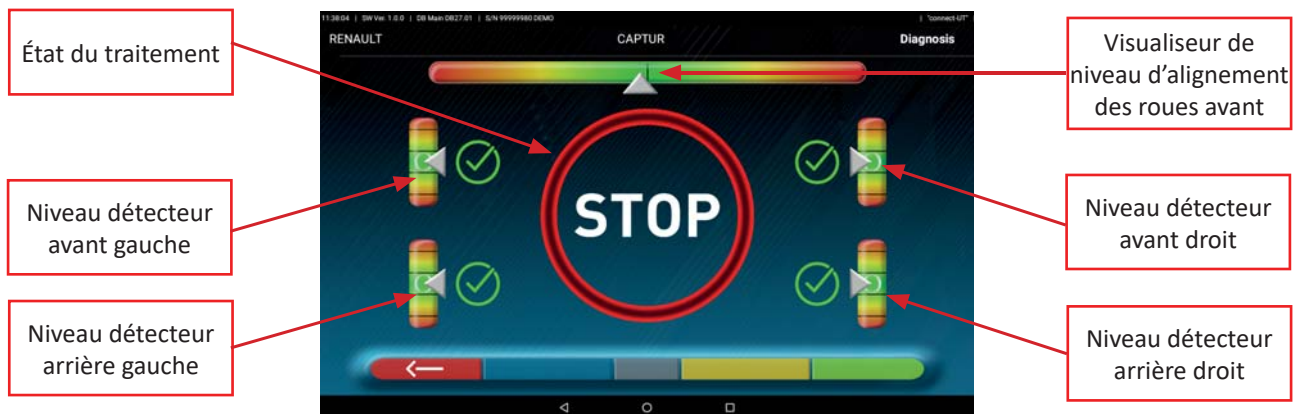 11:38:04 | SW Ver. 1.0.0 | DB Main DB27.01 | S/N 99999980 DEMO | "connect-UT"
RENAULT CAPTUR Diagnosis
État du traitement
Visualiseur de
niveau d'alignement
des roues avant
STOP
Niveau détecteur
avant gauche
Niveau détecteur
avant droit
Niveau détecteur
arrière gauche
Niveau détecteur
arrière droit